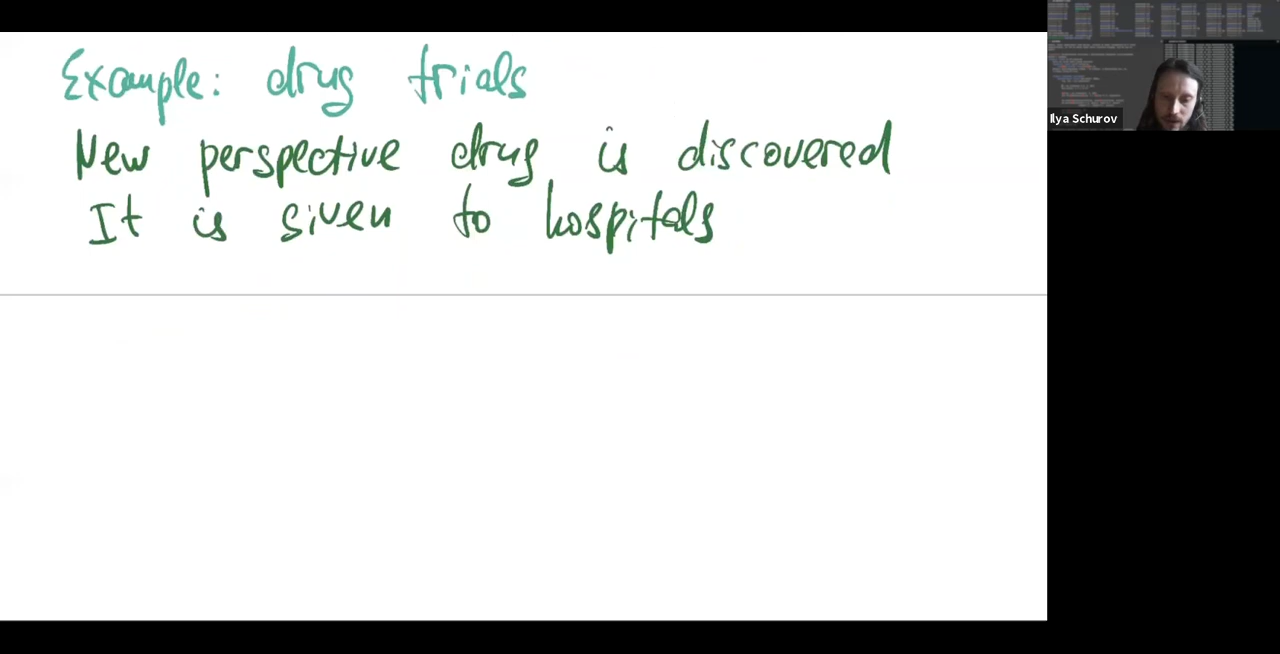 Example: drug trials
New perspective drug is discovered
It is given to hospitals
Ilya Schurov